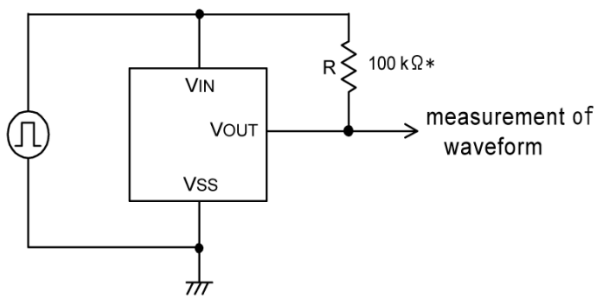 VIN
R 100 kΩ*
VOUT
measurement of
waveform
VSS